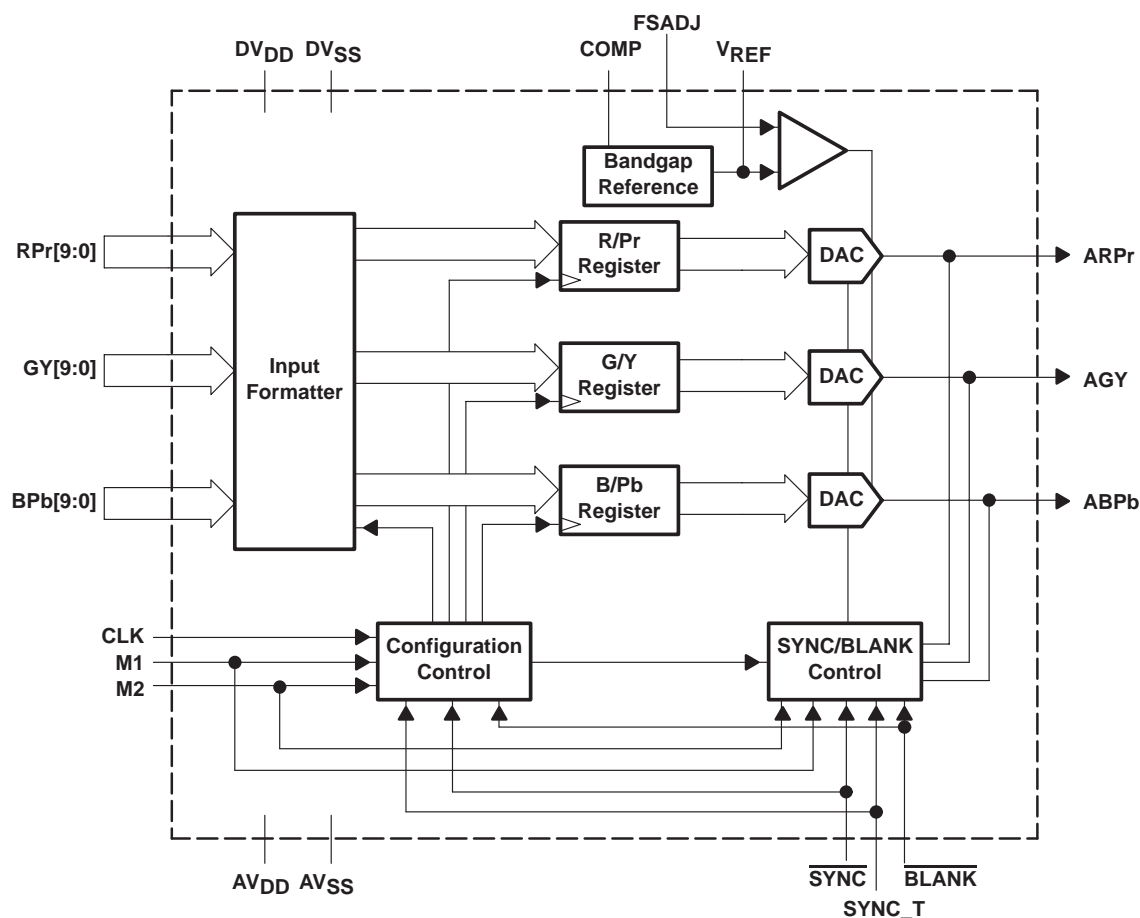 FSADJ
DVDD DVSS COMP VREF
Bandgap
Reference
RPr[9:0]
R/Pr
Register
DAC
ARPr
GY[9:0]
Input
Formatter
G/Y
Register
DAC
AGY
BPb[9:0]
B/Pb
Register
DAC
ABPb
CLK
M1
M2
Configuration
Control
SYNC/BLANK
Control
AVDD AVSS SYNC BLANK
SYNC_T